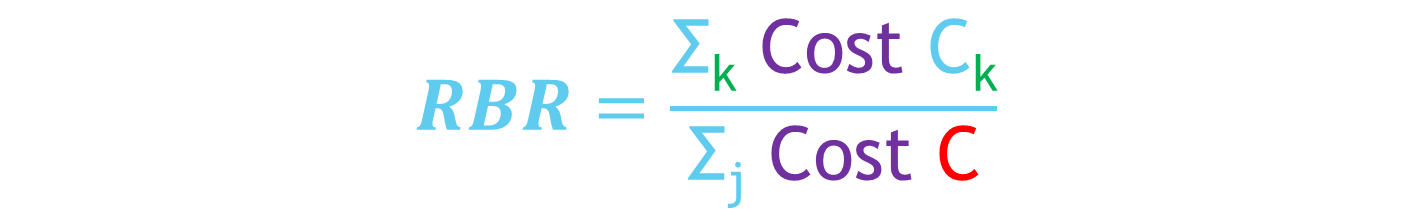 RBR = Σk Cost Ck
Σj Cost C